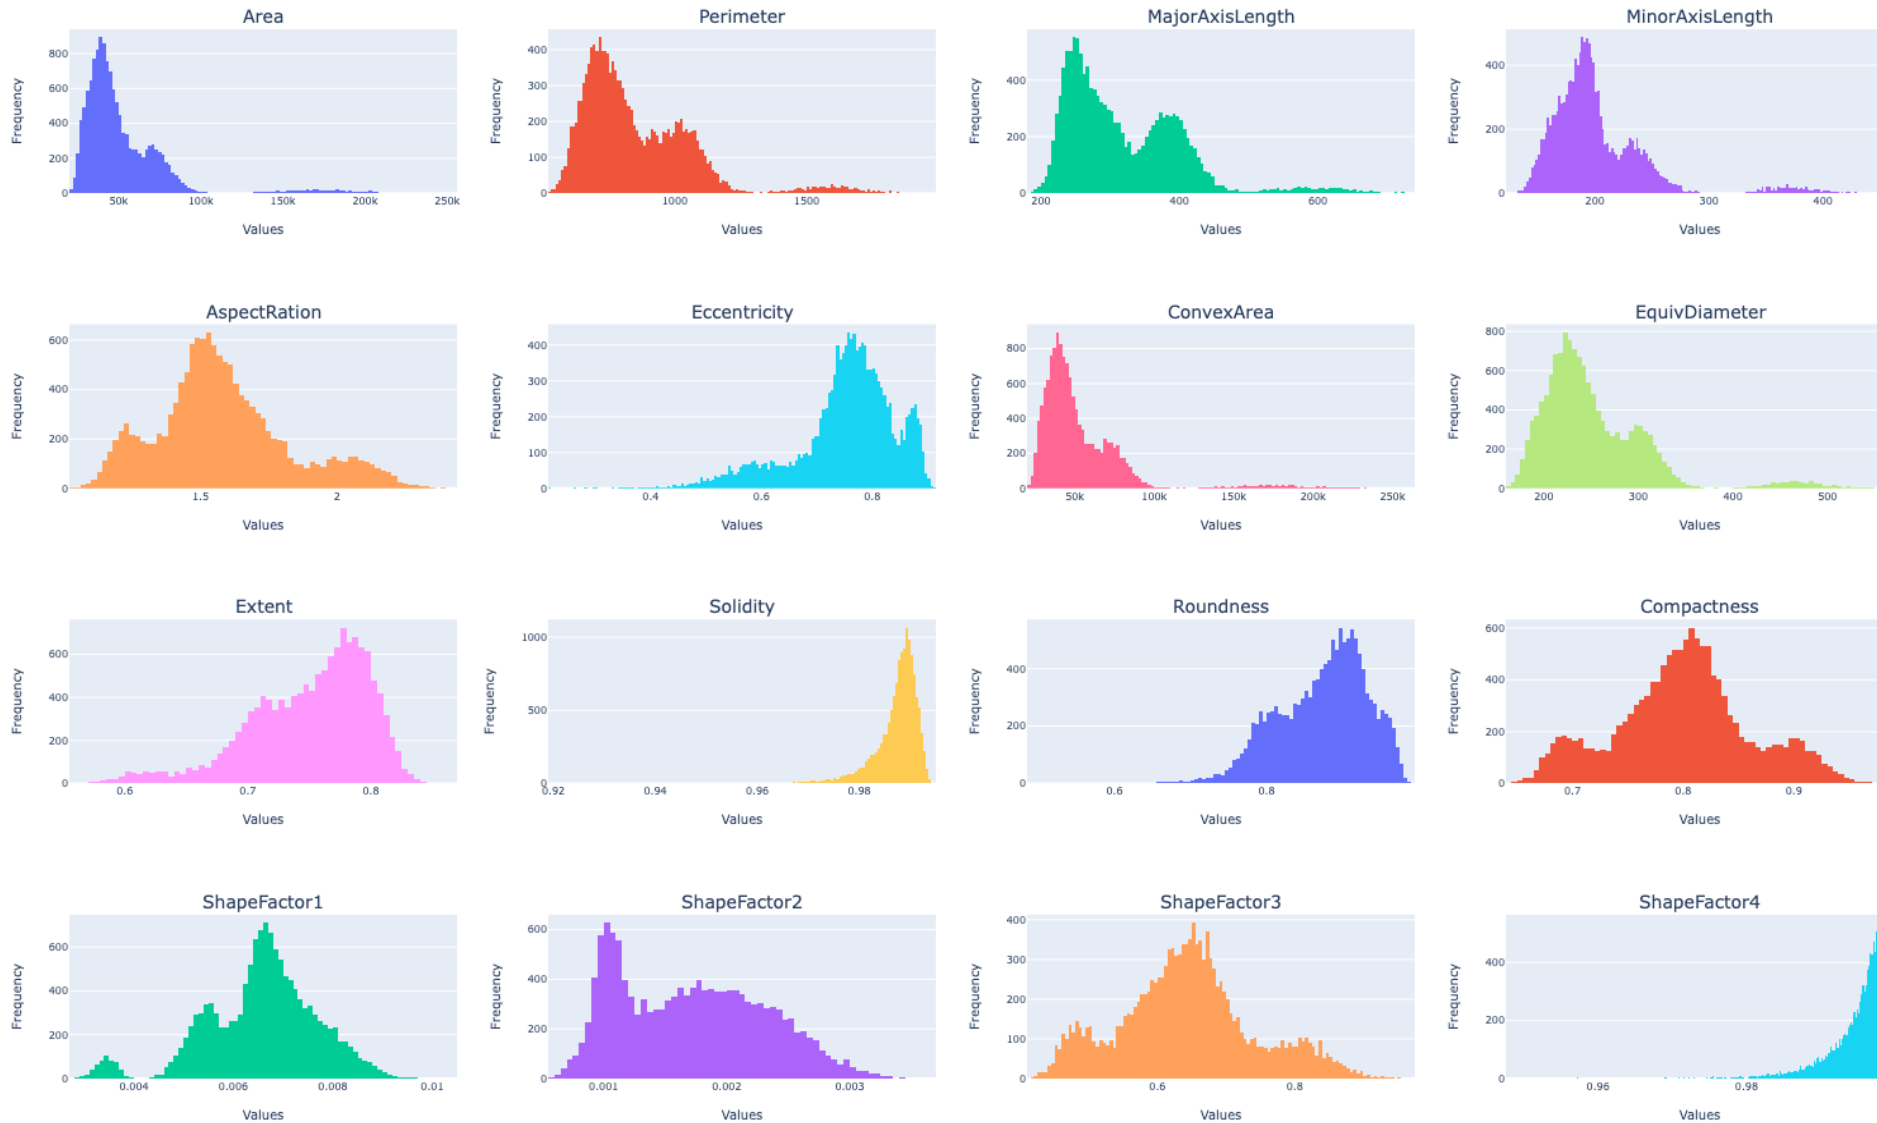 Area
Perimeter
MajorAxisLength
MinorAxisLength
Frequency
800
600
400
200
0
50k
100k
150k
200k
250k
Values
Frequency
400
300
200
100
0
1000
1500
Values
Frequency
400
200
0
200
400
600
Values
Frequency
400
200
0
200
300
400
Values
AspectRation
Eccentricity
ConvexArea
EquivDiameter
Frequency
600
400
200
0
1.5
2
Values
Frequency
400
300
200
100
0
0.4
0.6
0.8
Values
Frequency
800
600
400
200
0
50k
100k
150k
200k
250k
Values
Frequency
800
600
400
200
0
200
300
400
500
Values
Extent
Solidity
Roundness
Compactness
Frequency
600
400
200
0
0.6
0.7
0.8
Values
Frequency
1000
500
0
0.92
0.94
0.96
0.98
Values
Frequency
400
200
0
0.6
0.8
Values
Frequency
600
400
200
0
0.7
0.8
0.9
Values
ShapeFactor1
ShapeFactor2
ShapeFactor3
ShapeFactor4
Frequency
600
400
200
0
0.004
0.006
0.008
0.01
Values
Frequency
600
400
200
0
0.001
0.002
0.003
Values
Frequency
400
300
200
100
0
0.6
0.8
Values
Frequency
400
200
0
0.96
0.98
Values